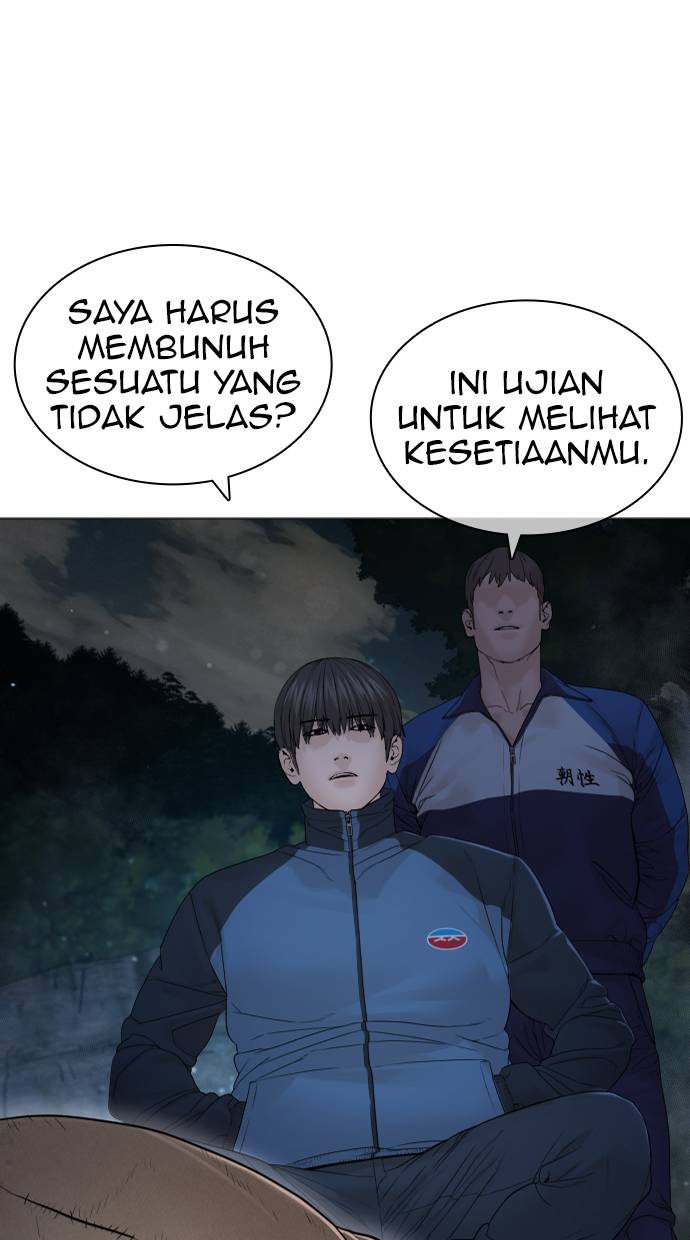 SAYA HARUS
MEMBUNUH
SESUATU YANG
TIDAK JELAS?
INI UJIAN
UNTUK MELIHAT
KESETIAANMU.
朝性